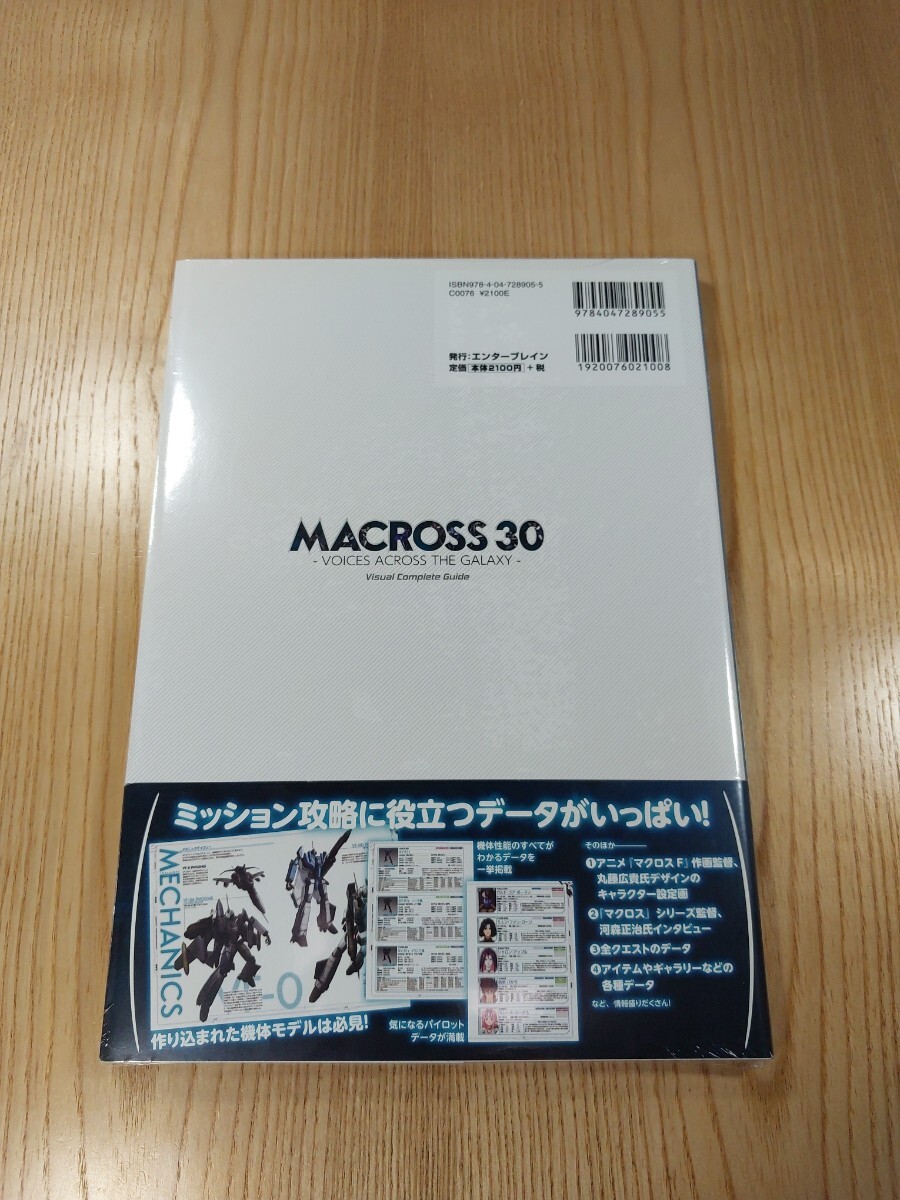 ISBN978-4-04-728905-5
C0076 ¥2100E
9784047289055
発行：エンターブレイン
定価 本体2100円 + 税
1920076021008
MACROSS 30
- VOICES ACROSS THE GALAXY -
Visual Complete Guide
ミッション攻略に役立つデータがいっぱい!
MECHANICS
作り込まれた機体モデルは必見!
機体性能のすべてが
わかるデータを
一挙掲載
気になるパイロット
データが満載
そのほか
①アニメ『マクロスF』作画監督、
丸藤広貴氏デザインの
キャラクター設定画
②『マクロス』シリーズ監督、
河森正治氏インタビュー
③全クエストのデータ
④アイテムやギャラリーなどの
各種データ
など、情報盛りだくさん!